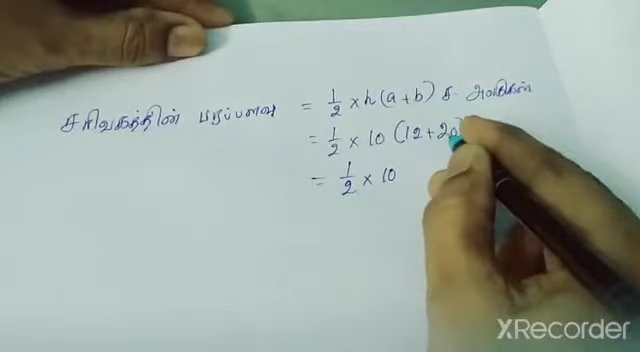 சரிவகத்தின் பரப்பளவு = 1/2 × h (a + b) ச. அலகுகள்
= 1/2 × 10 (12 + 20
= 1/2 × 10
XRecorder